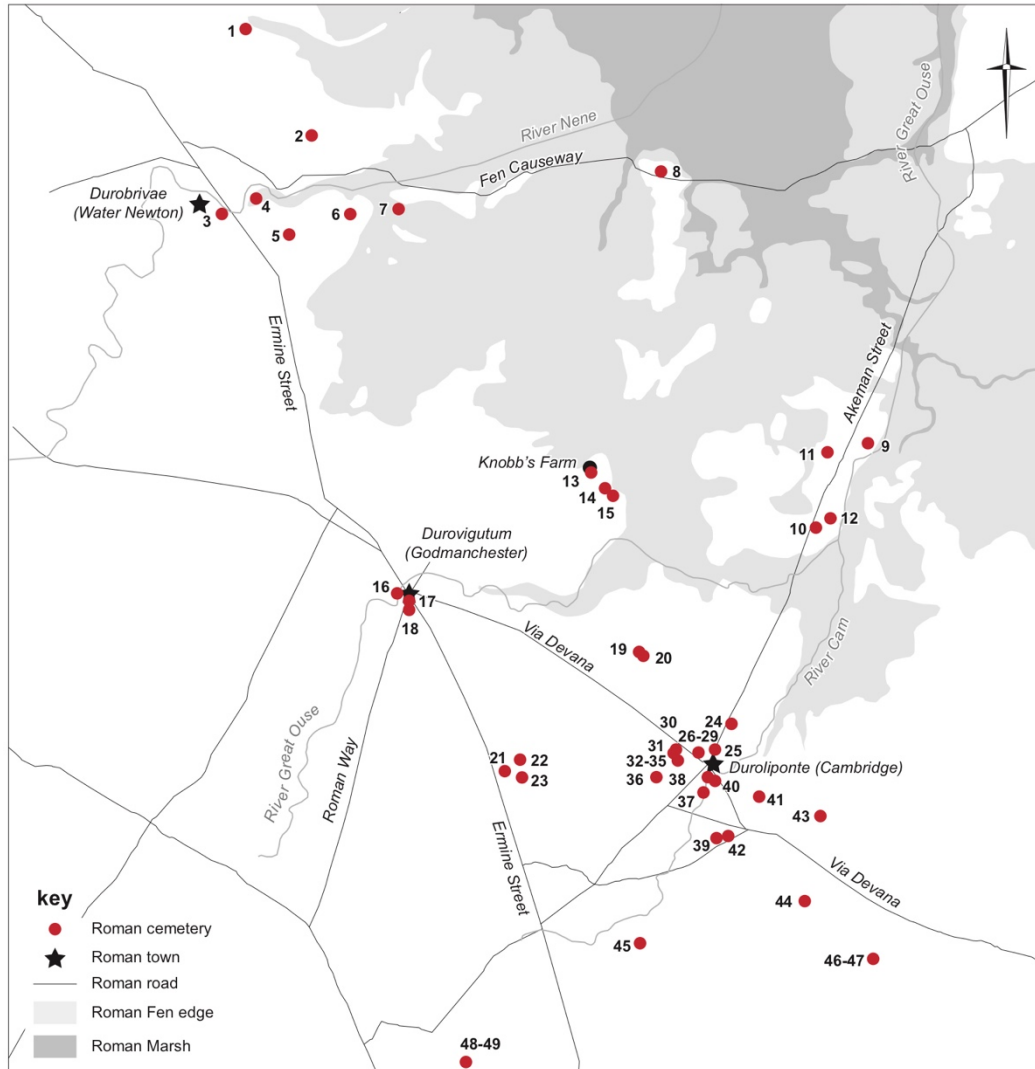 1
2
River Nene
Fen Causeway
River Great Ouse
8
Durobrivae
(Water Newton)
3
4
5
6
7
Ermine Street
Akeman Street
9
11
Knobb's Farm
13
14
15
10
12
Durovigutum
(Godmanchester)
16
17
18
Via Devana
19
20
River Cam
River Great Ouse
Roman Way
21
22
23
24
30
26-29
31
25
32-35
36
38
Duroliponte (Cambridge)
40
37
41
43
39
42
Ermine Street
Via Devana
44
45
46-47
48-49
key
Roman cemetery
Roman town
Roman road
Roman Fen edge
Roman Marsh